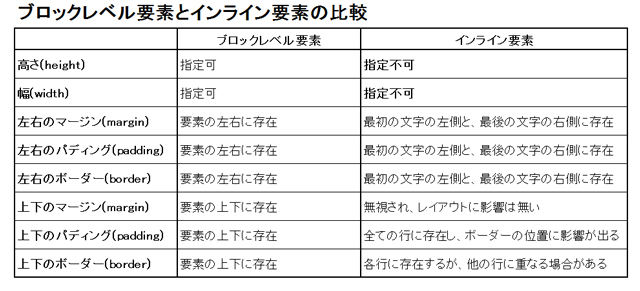 ブロックレベル要素とインライン要素の比較
ブロックレベル要素 インライン要素
高さ(height) 指定可 指定不可
幅(width) 指定可 指定不可
左右のマージン(margin) 要素の左右に存在 最初の文字の左側と、最後の文字の右側に存在
左右のパディング(padding) 要素の左右に存在 最初の文字の左側と、最後の文字の右側に存在
左右のボーダー(border) 要素の左右に存在 最初の文字の左側と、最後の文字の右側に存在
上下のマージン(margin) 要素の上下に存在 無視され、レイアウトに影響は無い
上下のパディング(padding) 要素の上下に存在 全ての行に存在し、ボーダーの位置に影響が出る
上下のボーダー(border) 要素の上下に存在 各行に存在するが、他の行に重なる場合がある